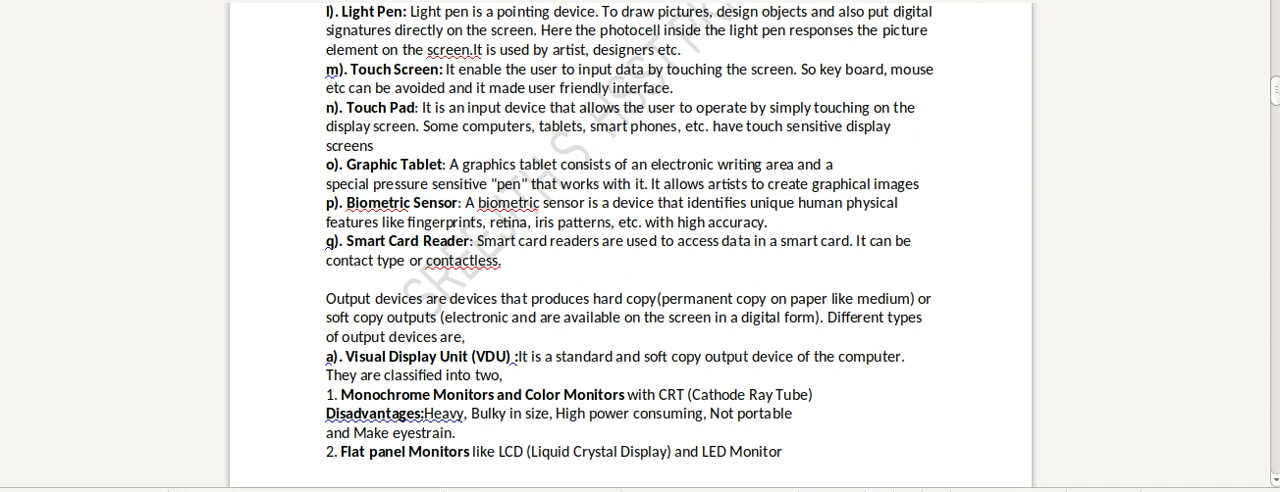 l). Light Pen: Light pen is a pointing device. To draw pictures, design objects and also put digital
signatures directly on the screen. Here the photocell inside the light pen responses the picture
element on the screen.It is used by artist, designers etc.
m). Touch Screen: It enable the user to input data by touching the screen. So key board, mouse
etc can be avoided and it made user friendly interface.
n). Touch Pad: It is an input device that allows the user to operate by simply touching on the
display screen. Some computers, tablets, smart phones, etc. have touch sensitive display
screens
o). Graphic Tablet: A graphics tablet consists of an electronic writing area and a
special pressure sensitive "pen" that works with it. It allows artists to create graphical images
p). Biometric Sensor: A biometric sensor is a device that identifies unique human physical
features like fingerprints, retina, iris patterns, etc. with high accuracy.
q). Smart Card Reader: Smart card readers are used to access data in a smart card. It can be
contact type or contactless.
Output devices are devices that produces hard copy(permanent copy on paper like medium) or
soft copy outputs (electronic and are available on the screen in a digital form). Different types
of output devices are,
a). Visual Display Unit (VDU) :It is a standard and soft copy output device of the computer.
They are classified into two,
1. Monochrome Monitors and Color Monitors with CRT (Cathode Ray Tube)
Disadvantages:Heavy, Bulky in size, High power consuming, Not portable
and Make eyestrain.
2. Flat panel Monitors like LCD (Liquid Crystal Display) and LED Monitor